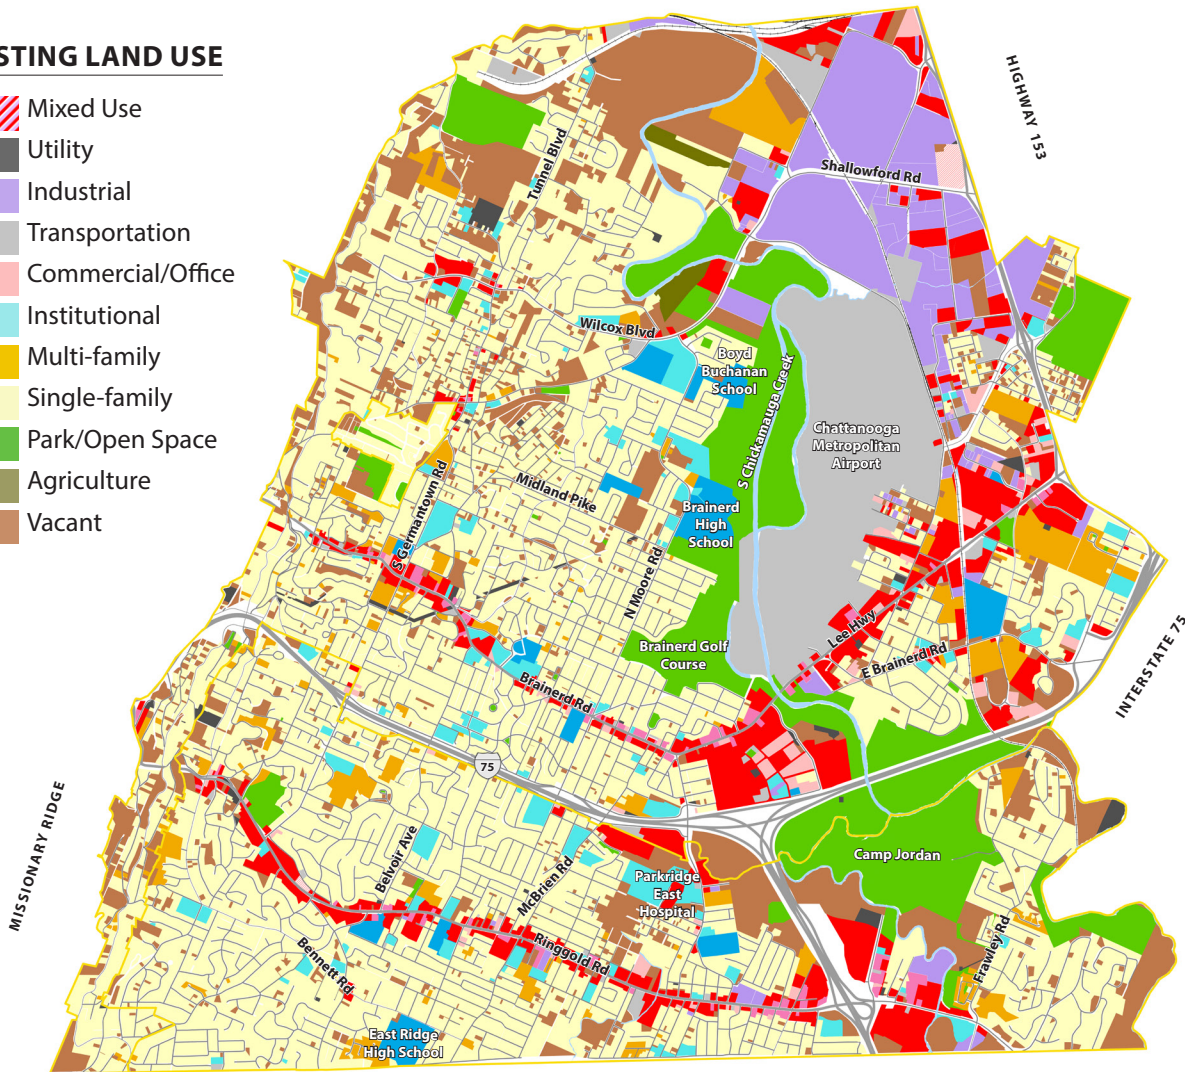 STING LAND USE
Mixed Use
Utility
Industrial
Transportation
Commercial/Office
Institutional
Multi-family
Single-family
Park/Open Space
Agriculture
Vacant
HIGHWAY 153
Shallowford Rd
Tunnel Blvd
Wilcox Blvd
Boyd
Buchanan
School
S Chickamauga Creek
Chattanooga
Metropolitan
Airport
S Germantown Rd
Midland Pike
Brainerd
High
School
N Moore Rd
Brainerd Golf
Course
Lee Hwy
E Brainerd Rd
INTERSTATE 75
Brainerd Rd
75
MISSIONARY RIDGE
Belvoir Ave
McBrien Rd
Camp Jordan
Parkridge
East
Hospital
Ringgold Rd
Bennett Rd
Frawley Rd
East Ridge
High School